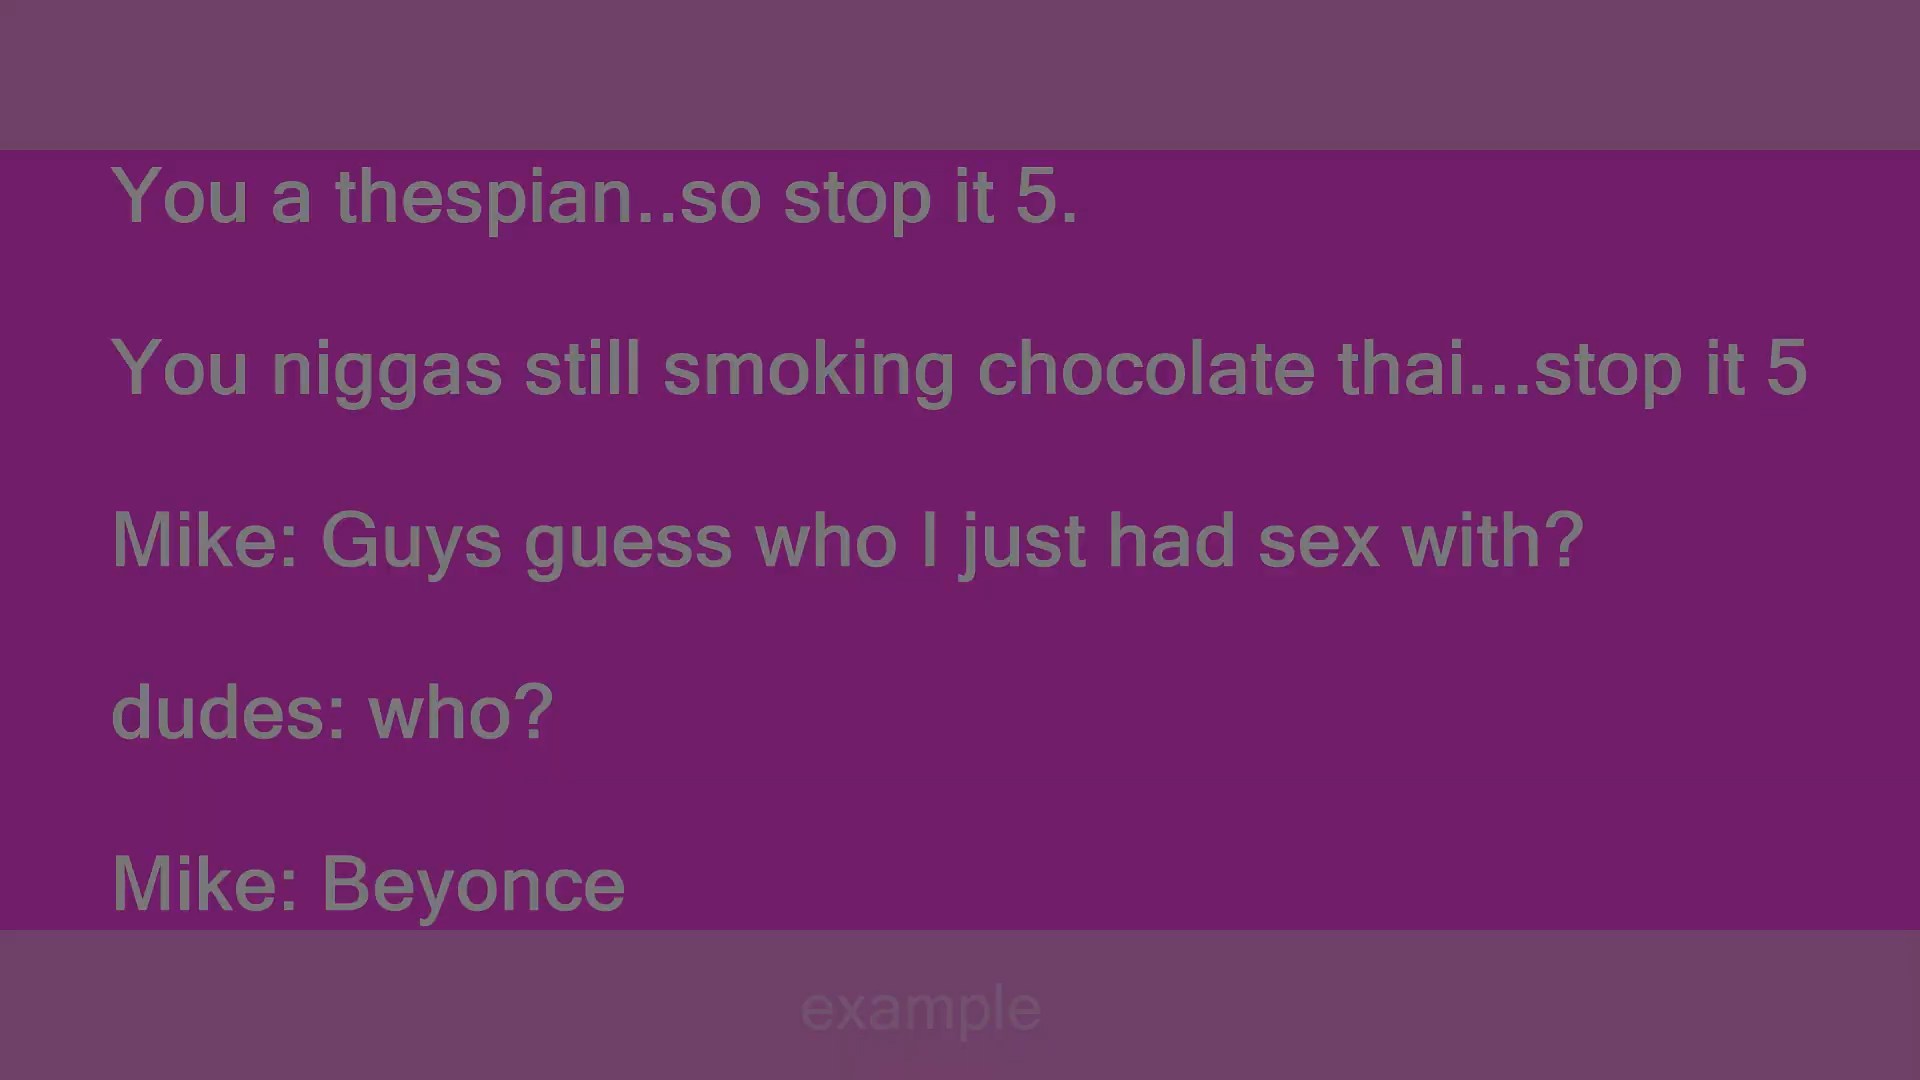 You a thespian..so stop it 5.
You niggas still smoking chocolate thai...stop it 5
Mike: Guys guess who I just had sex with?
dudes: who?
Mike: Beyonce
example